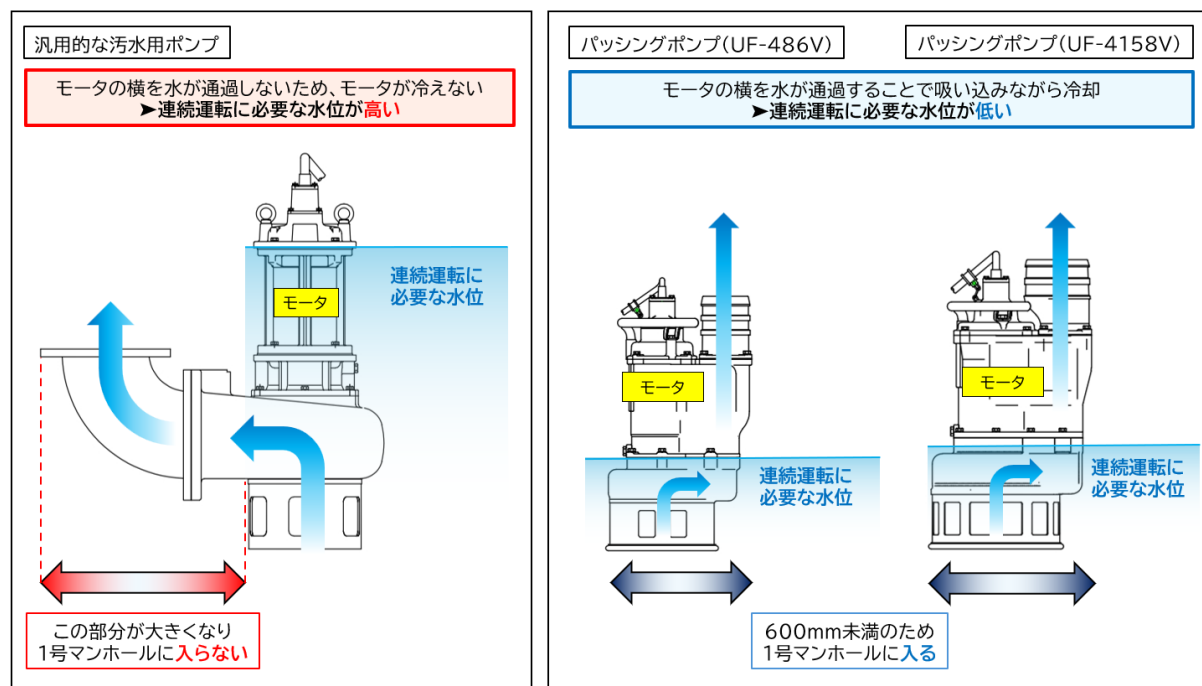 汎用的な汚水用ポンプ
モータの横を水が通過しないため、モータが冷えない
➤連続運転に必要な水位が高い
連続運転に
必要な水位
モータ
この部分が大きくなり
1号マンホールに入らない
パッシングポンプ(UF-486V)
パッシングポンプ(UF-4158V)
モータの横を水が通過することで吸い込みながら冷却
➤連続運転に必要な水位が低い
モータ
連続運転に
必要な水位
モータ
連続運転に
必要な水位
600mm未満のため
1号マンホールに入る